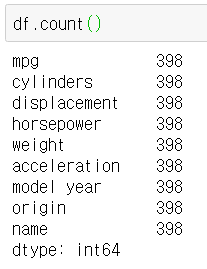 df.count()
mpg 398
cylinders 398
displacement 398
horsepower 398
weight 398
acceleration 398
model year 398
origin 398
name 398
dtype: int64